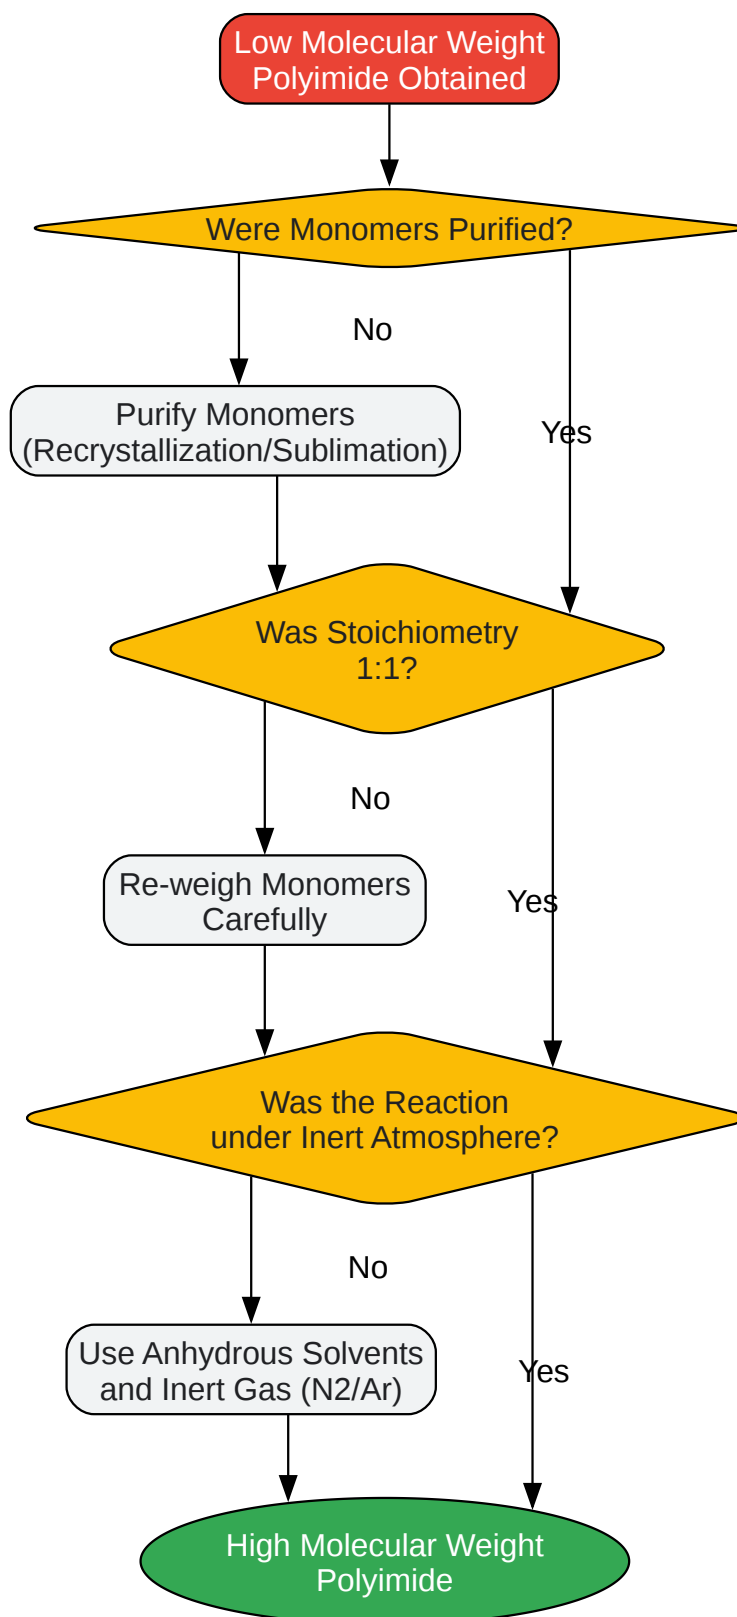 Low Molecular Weight
Polyimide Obtained
Were Monomers Purified?
No
Purify Monomers
(Recrystallization/Sublimation)
Yes
Was Stoichiometry
1:1?
No
Re-weigh Monomers
Carefully
Yes
Was the Reaction
under Inert Atmosphere?
No
Use Anhydrous Solvents
and Inert Gas (N2/Ar)
Yes
High Molecular Weight
Polyimide